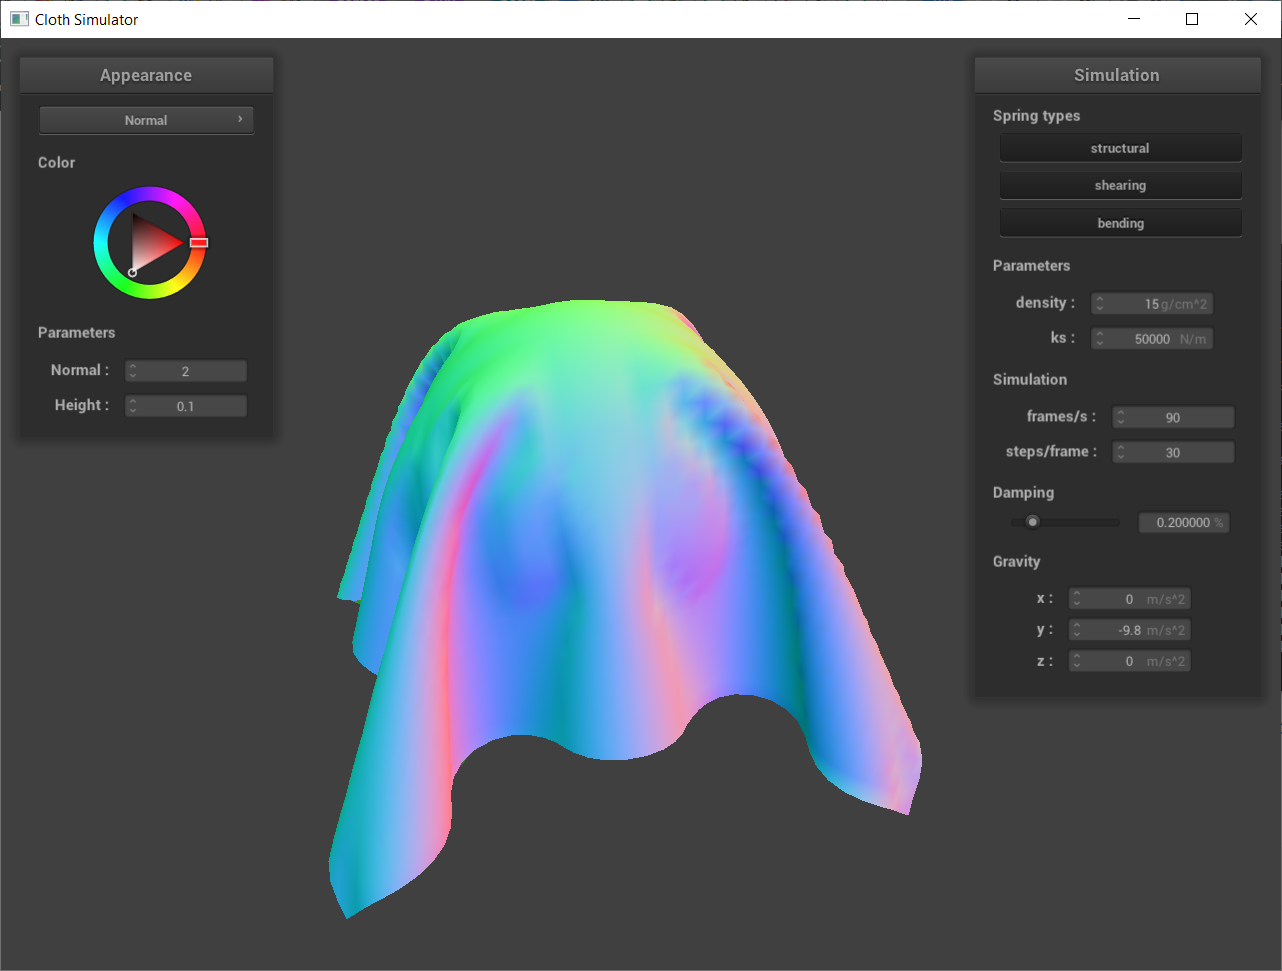 Cloth Simulator
Appearance
Normal
Color
Parameters
Normal : 2
Height : 0.1
Simulation
Spring types
structural
shearing
bending
Parameters
density : 15 g/cm^2
ks : 50000 N/m
Simulation
frames/s : 90
steps/frame : 30
Damping
0.200000 %
Gravity
x : 0 m/s^2
y : -9.8 m/s^2
z : 0 m/s^2